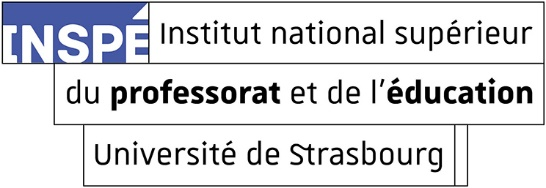 INSPÉ Institut national supérieur
du professorat et de l'éducation
Université de Strasbourg